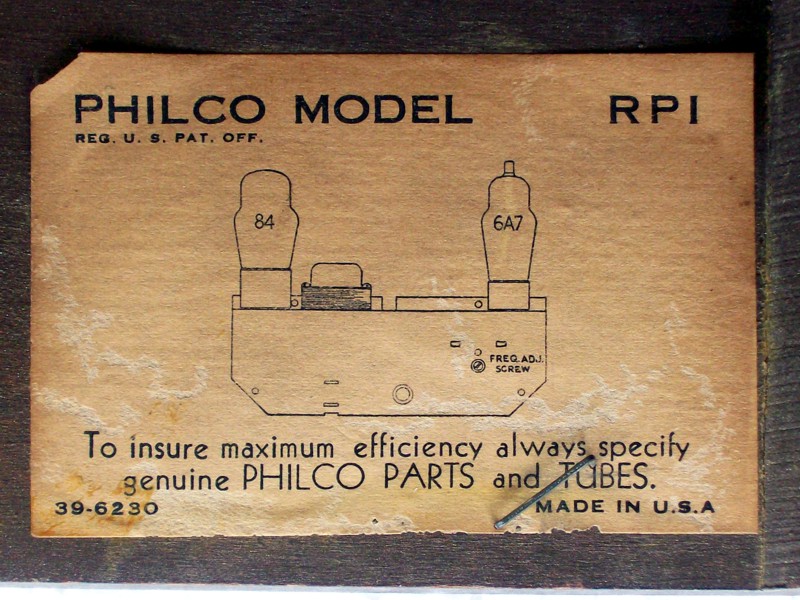 PHILCO MODEL RP1
REG. U. S. PAT. OFF.
84
6A7
FREQ. ADJ.
SCREW
To insure maximum efficiency always specify
genuine PHILCO PARTS and TUBES.
39-6230 MADE IN U.S.A